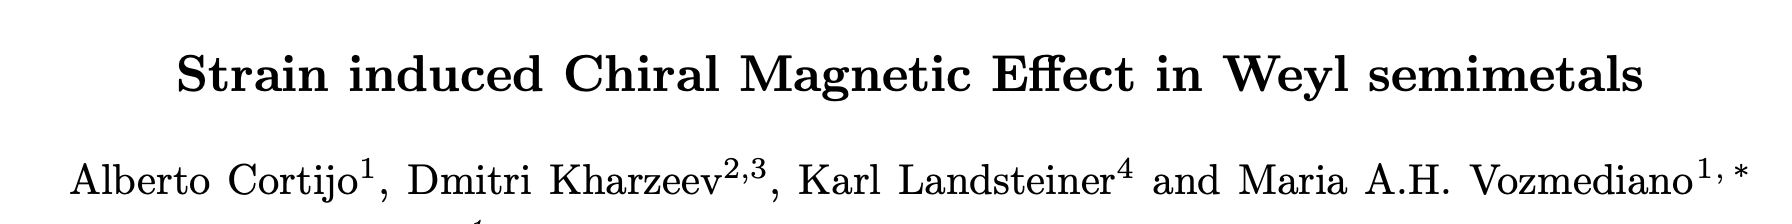 Strain induced Chiral Magnetic Effect in Weyl semimetals
Alberto Cortijo¹, Dmitri Kharzeev²,³, Karl Landsteiner⁴ and Maria A.H. Vozmediano¹, *